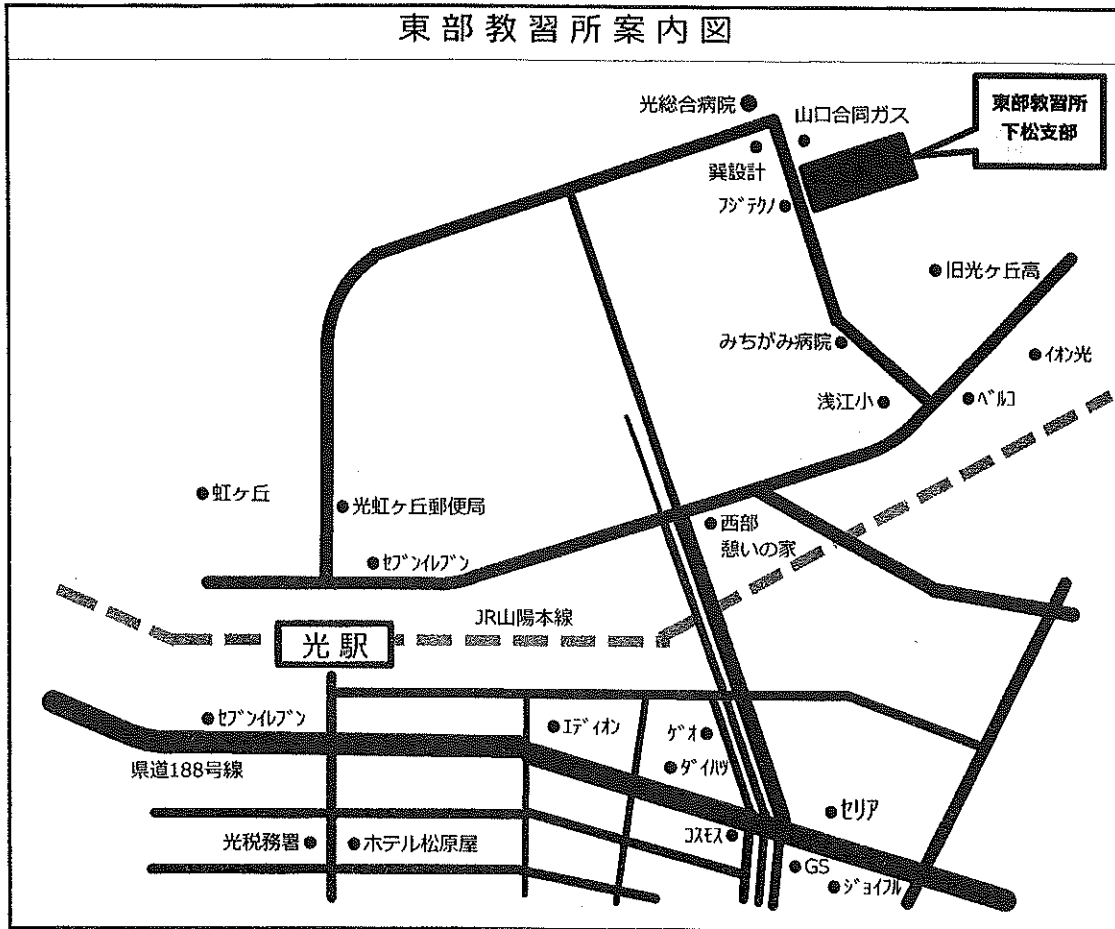 東部教習所案内図
光総合病院
山口合同ガス
東部教習所
下松支部
巽設計
フジテクノ
旧光ケ丘高
みちがみ病院
イオン光
浅江小
ベルコ
虹ヶ丘
光虹ヶ丘郵便局
西部
憩いの家
セブンイレブン
JR山陽本線
光駅
セブンイレブン
エディオン
ゲオ
県道188号線
ダイハツ
セリア
コスモス
光税務署
ホテル松原屋
GS
ジョイフル